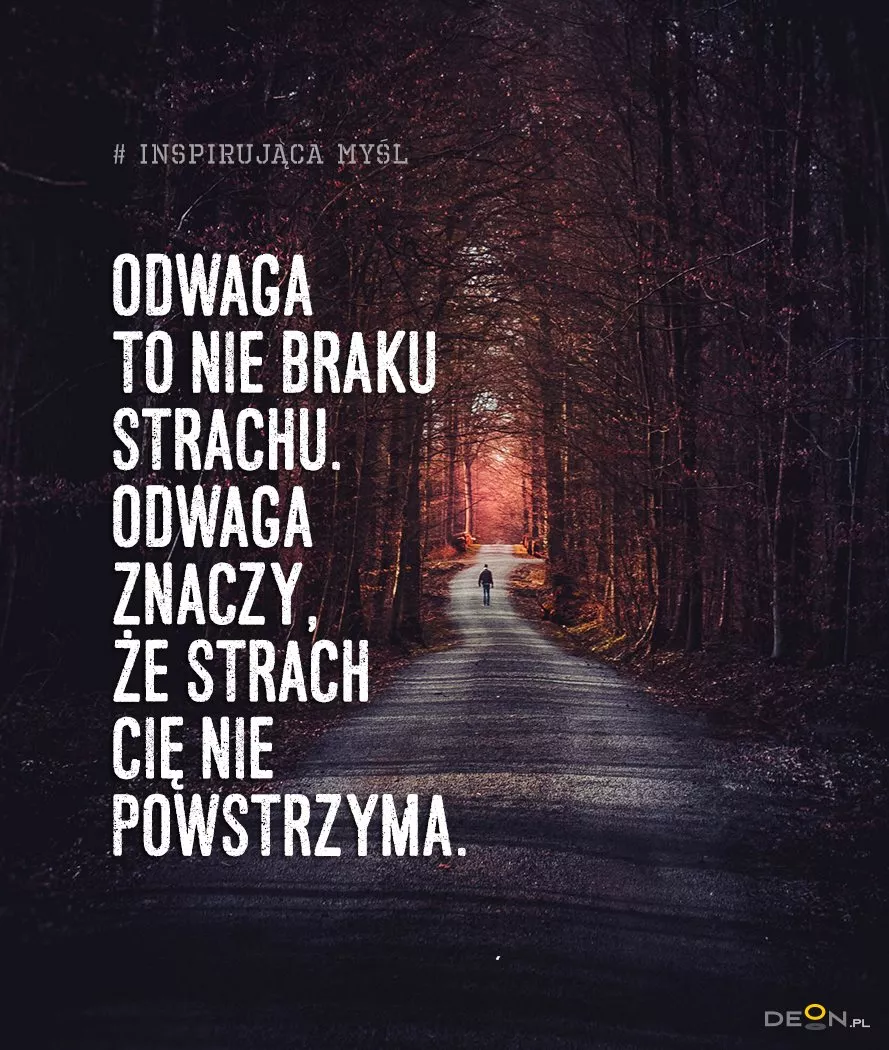 # INSPIRUJĄCA MYŚL
ODWAGA
TO NIE BRAKU
STRACHU.
ODWAGA
ZNACZY,
ŻE STRACH
CIĘ NIE
POWSTRZYMA.
DEON.PL